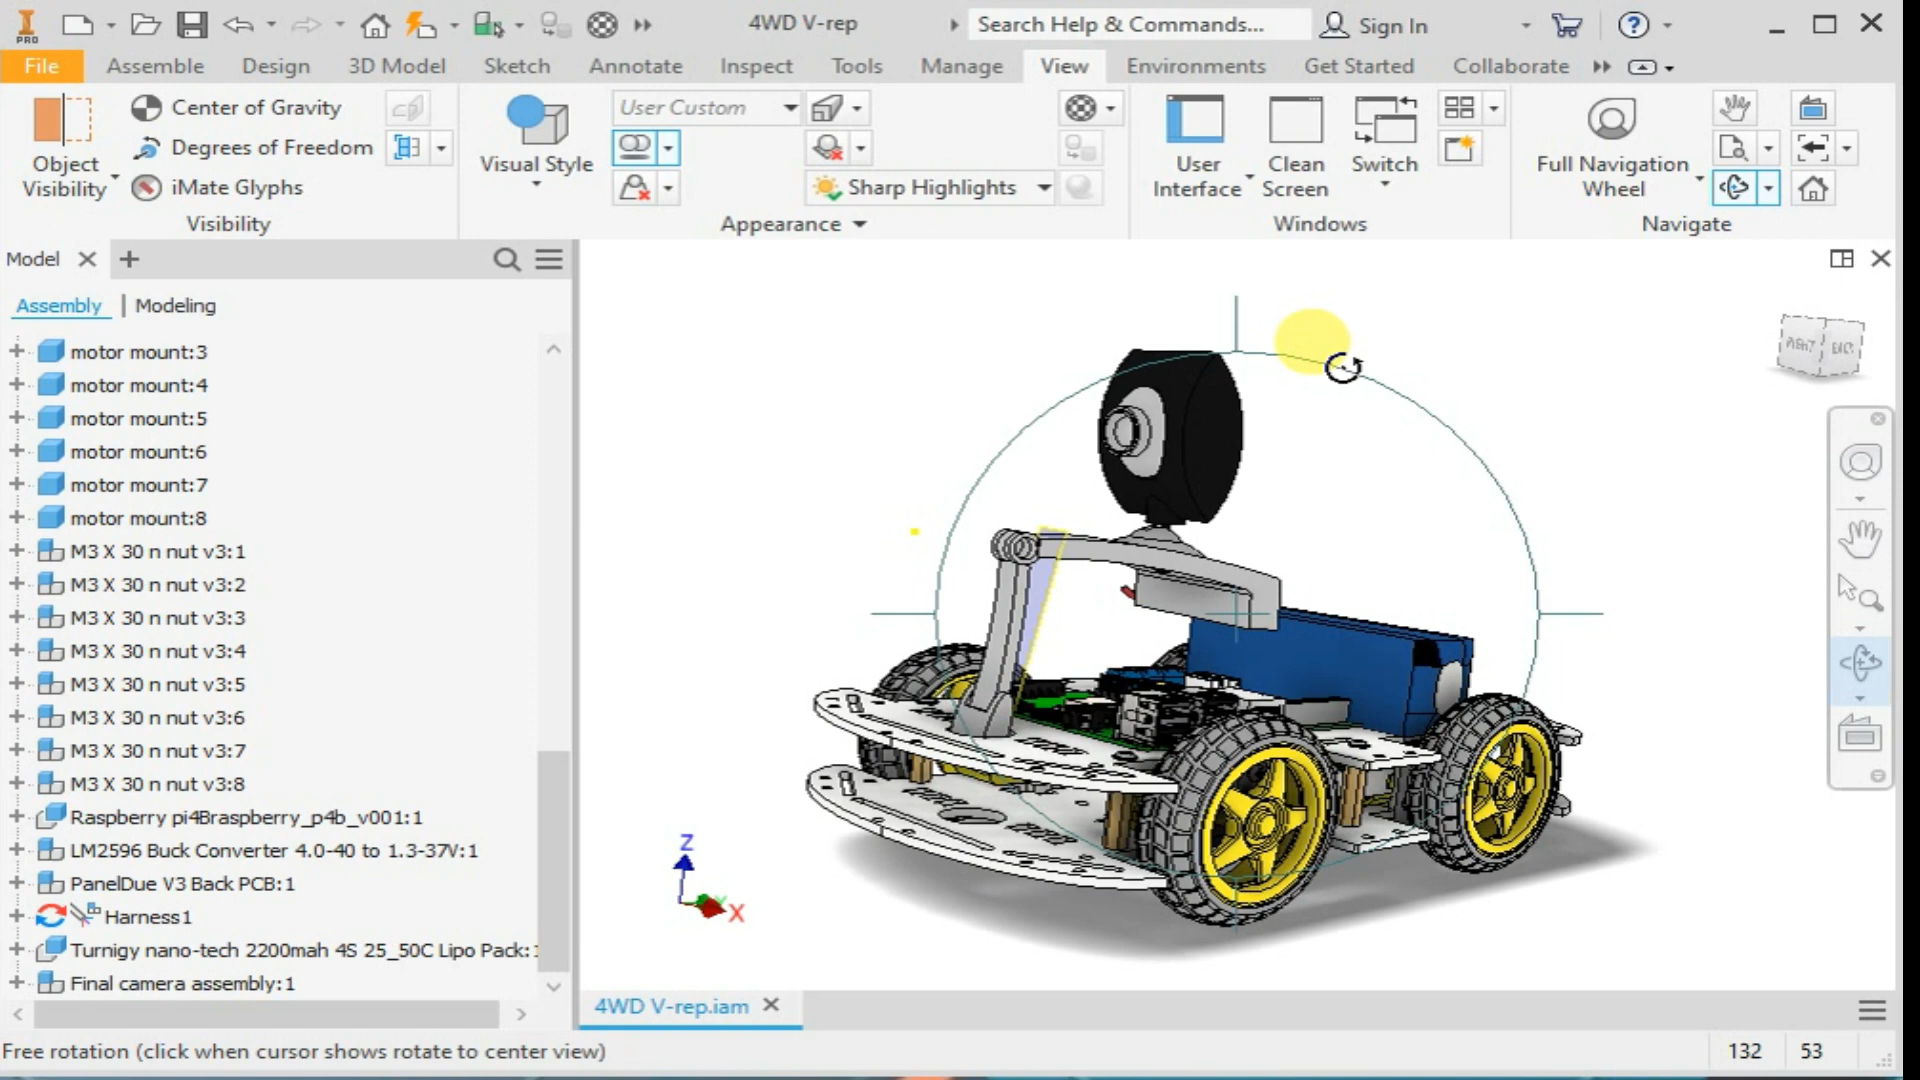 PRO
4WD V-rep
Search Help & Commands...
Sign In
File
Assemble
Design
3D Model
Sketch
Annotate
Inspect
Tools
Manage
View
Environments
Get Started
Collaborate
Object
Visibility
Center of Gravity
Degrees of Freedom
iMate Glyphs
Visibility
Visual Style
User Custom
Sharp Highlights
Appearance
User
Interface
Clean
Screen
Switch
Windows
Full Navigation
Wheel
Navigate
Model
Assembly
Modeling
motor mount:3
motor mount:4
motor mount:5
motor mount:6
motor mount:7
motor mount:8
M3 X 30 n nut v3:1
M3 X 30 n nut v3:2
M3 X 30 n nut v3:3
M3 X 30 n nut v3:4
M3 X 30 n nut v3:5
M3 X 30 n nut v3:6
M3 X 30 n nut v3:7
M3 X 30 n nut v3:8
Raspberry pi4Braspberry_p4b_v001:1
LM2596 Buck Converter 4.0-40 to 1.3-37V:1
PanelDue V3 Back PCB:1
Harness1
Turnigy nano-tech 2200mah 4S 25_50C Lipo Pack:1
Final camera assembly:1
RIGHT
Z
Y
X
4WD V-rep.iam
Free rotation (click when cursor shows rotate to center view)
132
53